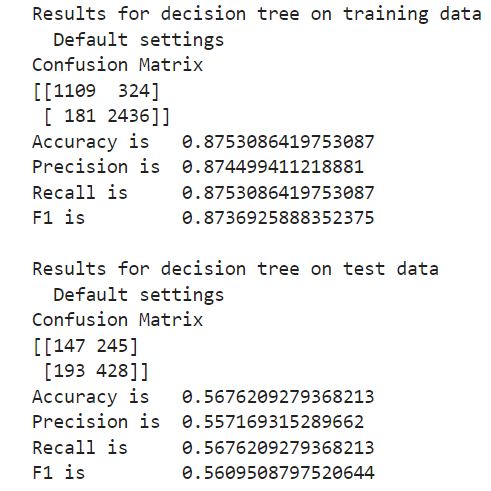 Results for decision tree on training data
  Default settings
Confusion Matrix
[[1109  324]
 [ 181 2436]]
Accuracy is   0.8753086419753087
Precision is  0.874499411218881
Recall is     0.8753086419753087
F1 is         0.8736925888352375

Results for decision tree on test data
  Default settings
Confusion Matrix
[[147 245]
 [193 428]]
Accuracy is   0.5676209279368213
Precision is  0.557169315289662
Recall is     0.5676209279368213
F1 is         0.5609508797520644